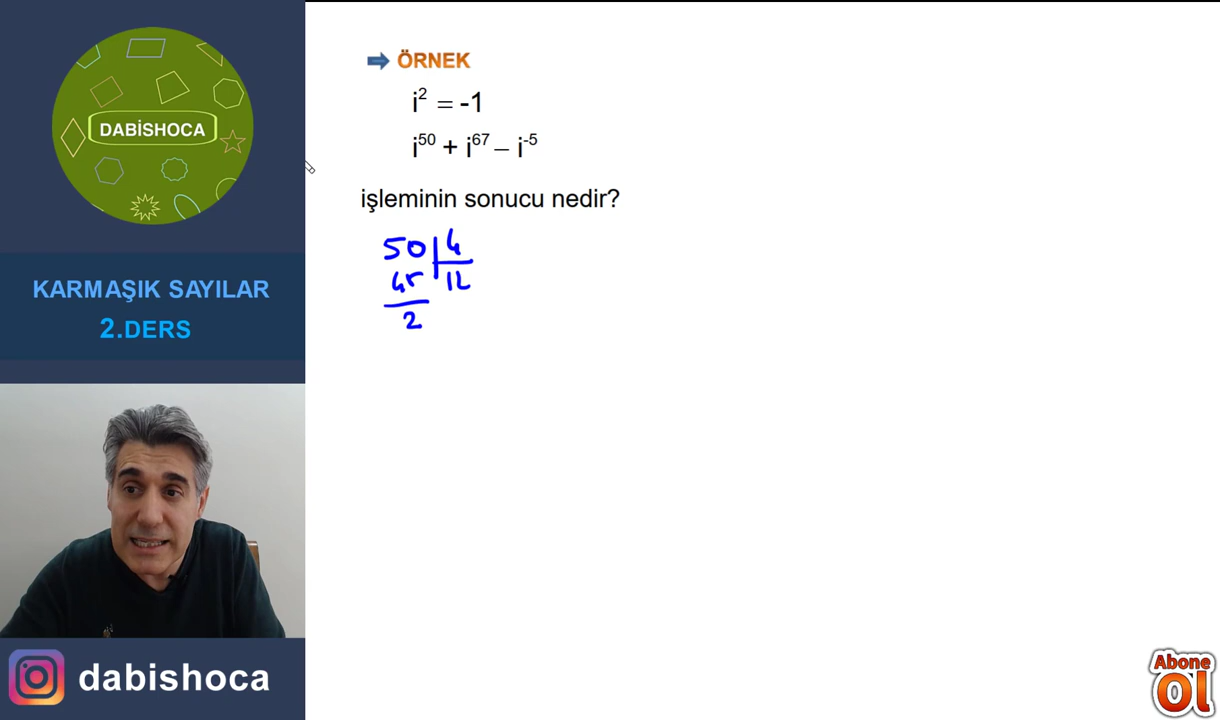 DABİSHOCA
KARMAŞIK SAYILAR
2.DERS
dabishoca
ÖRNEK
i² = -1
i⁵⁰ + i⁶⁷ – i⁻⁵
işleminin sonucu nedir?
50 4
12
2
Abone
Ol